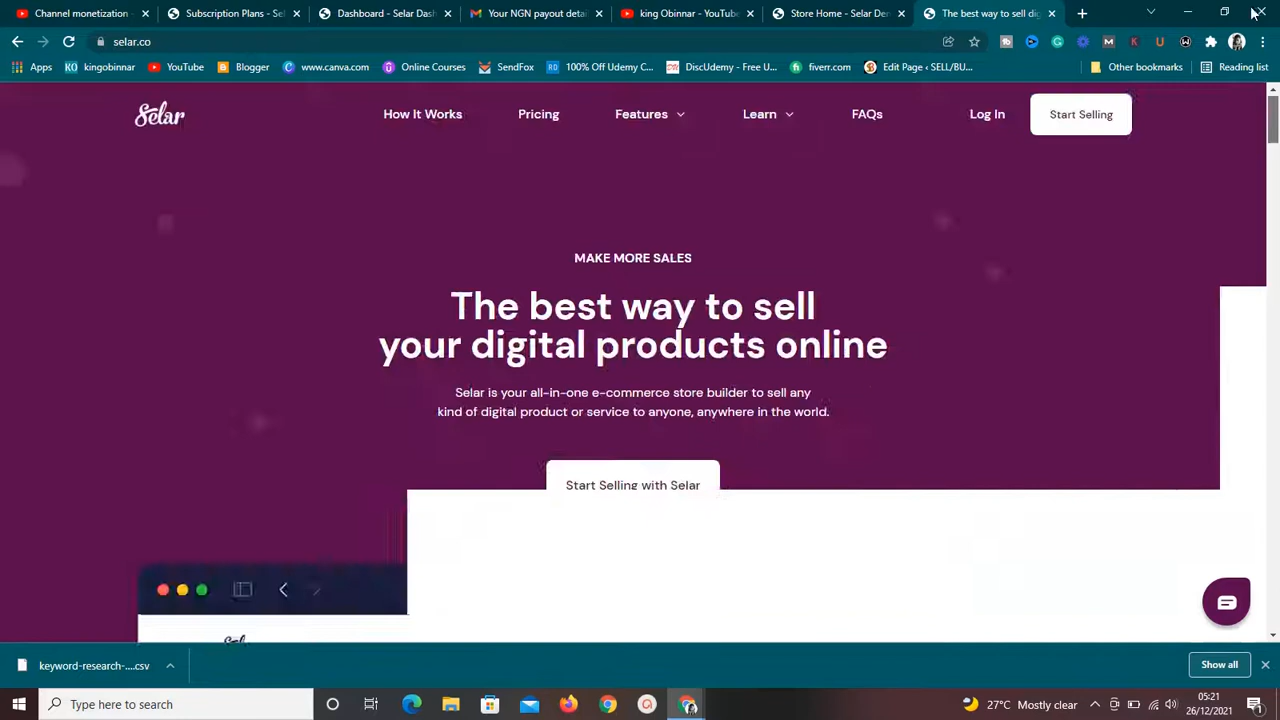 Channel monetization -
Subscription Plans - Sela
Dashboard - Selar Dash
Your NGN payout detai
king Obinnar - YouTube
Store Home - Selar Den
The best way to sell dig
selar.co
Apps
kingobinnar
YouTube
Blogger
www.canva.com
Online Courses
SendFox
100% Off Udemy C...
DiscUdemy - Free U...
fiverr.com
Edit Page ‹ SELL/BU...
Other bookmarks
Reading list
Selar
How It Works
Pricing
Features
Learn
FAQs
Log In
Start Selling
MAKE MORE SALES
The best way to sell
your digital products online
Selar is your all-in-one e-commerce store builder to sell any
kind of digital product or service to anyone, anywhere in the world.
Start Selling with Selar
keyword-research-....csv
Show all
Type here to search
27°C Mostly clear
05:21
26/12/2021